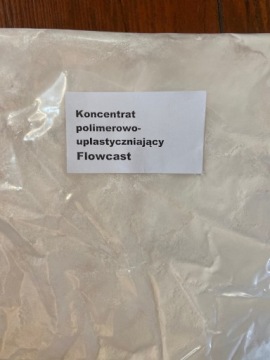 Koncentrat
polimerowo-
uplastyczniający
Flowcast